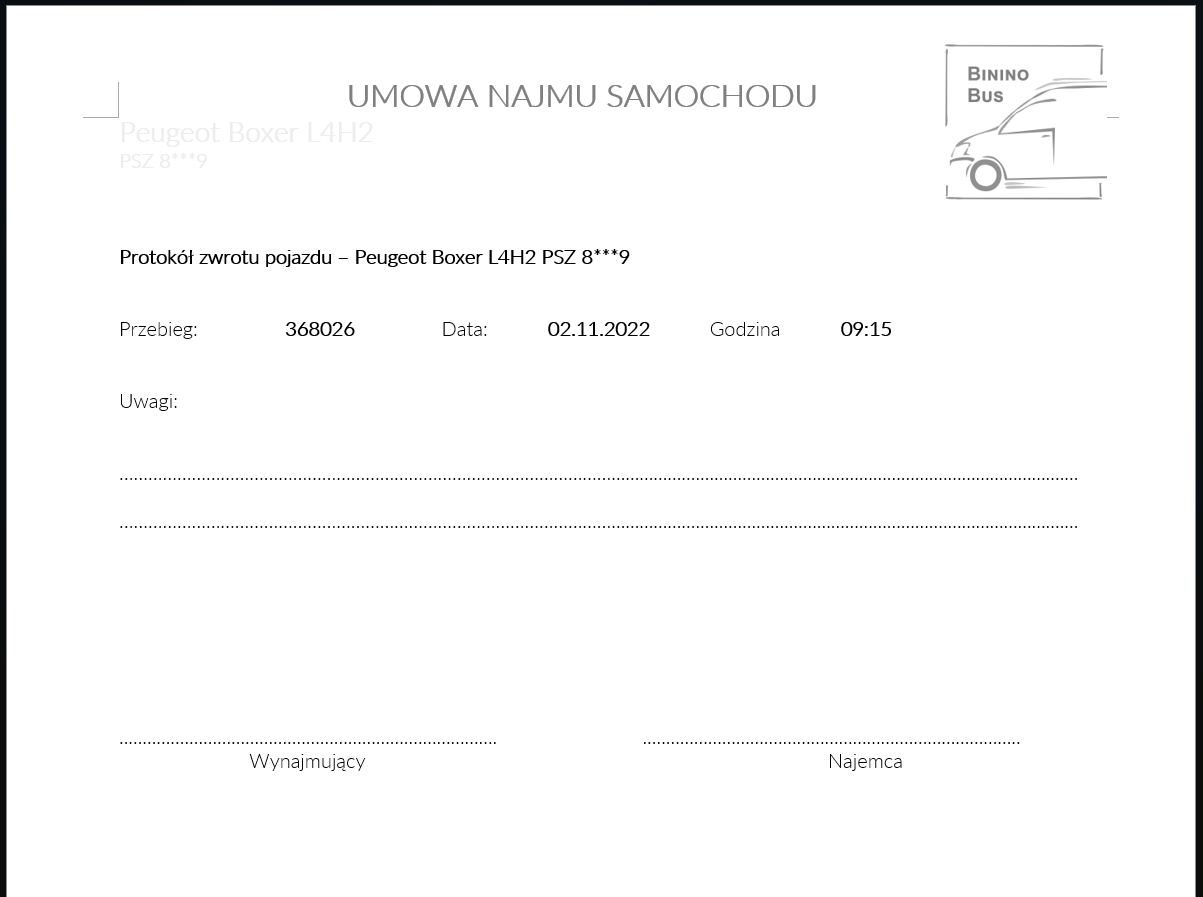 UMOWA NAJMU SAMOCHODU
BININO
BUS
Peugeot Boxer L4H2
PSZ 8***9
Protokół zwrotu pojazdu – Peugeot Boxer L4H2 PSZ 8***9
Przebieg: 368026 Data: 02.11.2022 Godzina 09:15
Uwagi:
Wynajmujący Najemca